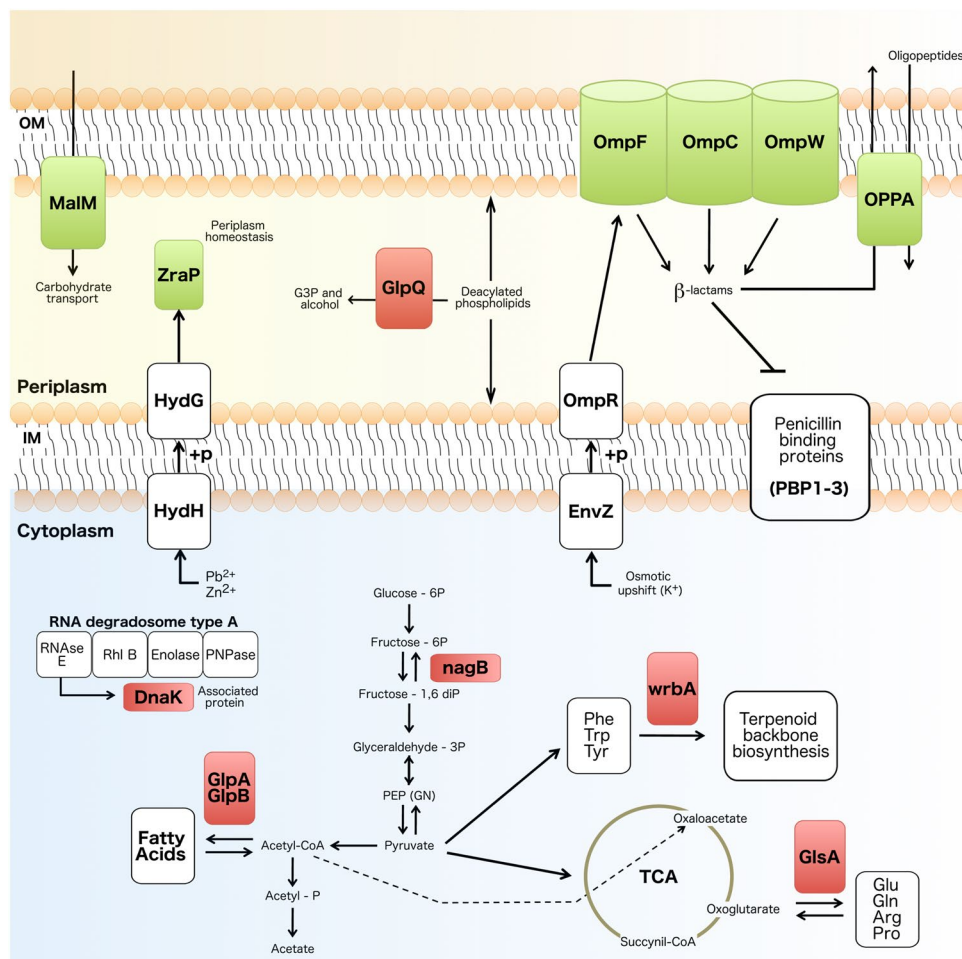 Oligopeptides
OM
OmpF
OmpC
OmpW
MalM
OPPA
Periplasm
homeostasis
ZraP
Carbohydrate
transport
GlpQ
G3P and
alcohol
Deacylated
phospholipids
β-lactams
Periplasm
HydG
OmpR
IM
+p
+p
Penicillin
binding
proteins
(PBP1-3)
Cytoplasm
HydH
EnvZ
Pb2+
Zn2+
Osmotic
upshift (K+)
RNA degradosome type A
RNAse
E
Rhl B
Enolase
PNPase
DnaK
Associated
protein
Glucose - 6P
Fructose - 6P
nagB
Fructose - 1,6 diP
Glyceraldehyde - 3P
PEP (GN)
Pyruvate
wrbA
Phe
Trp
Tyr
Terpenoid
backbone
biosynthesis
GlpA
GlpB
Fatty
Acids
Acetyl-CoA
Acetyl - P
Acetate
Oxaloacetate
TCA
Oxoglutarate
Succynil-CoA
GlsA
Glu
Gln
Arg
Pro